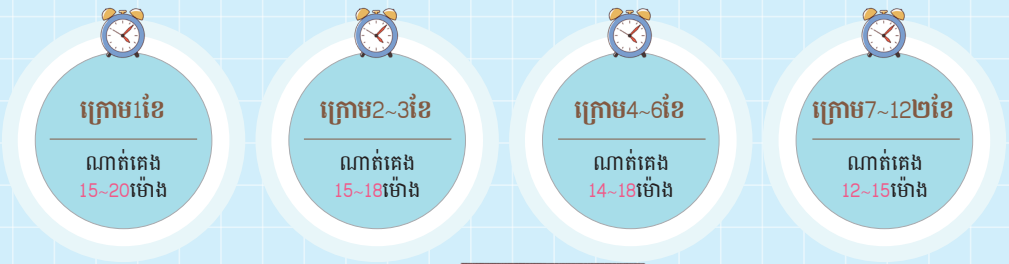 ក្រោម1ខែ
ណាត់គេង
15~20ម៉ោង
ក្រោម2~3ខែ
ណាត់គេង
15~18ម៉ោង
ក្រោម4~6ខែ
ណាត់គេង
14~18ម៉ោង
ក្រោម7~12២ខែ
ណាត់គេង
12~15ម៉ោង